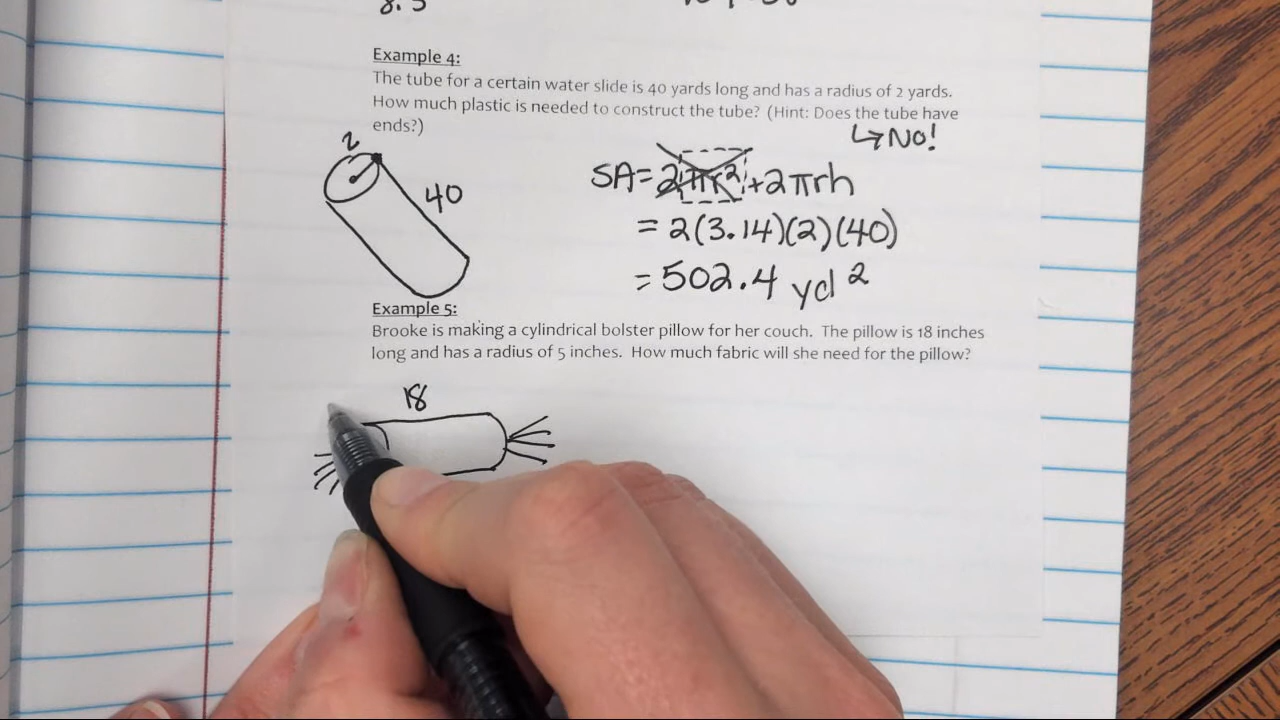 8.5
Example 4:
The tube for a certain water slide is 40 yards long and has a radius of 2 yards.
How much plastic is needed to construct the tube? (Hint: Does the tube have
ends?)
↳No!
2
40
SA=2πr²+2πrh
= 2(3.14)(2)(40)
= 502.4 yd²
Example 5:
Brooke is making a cylindrical bolster pillow for her couch. The pillow is 18 inches
long and has a radius of 5 inches. How much fabric will she need for the pillow?
18